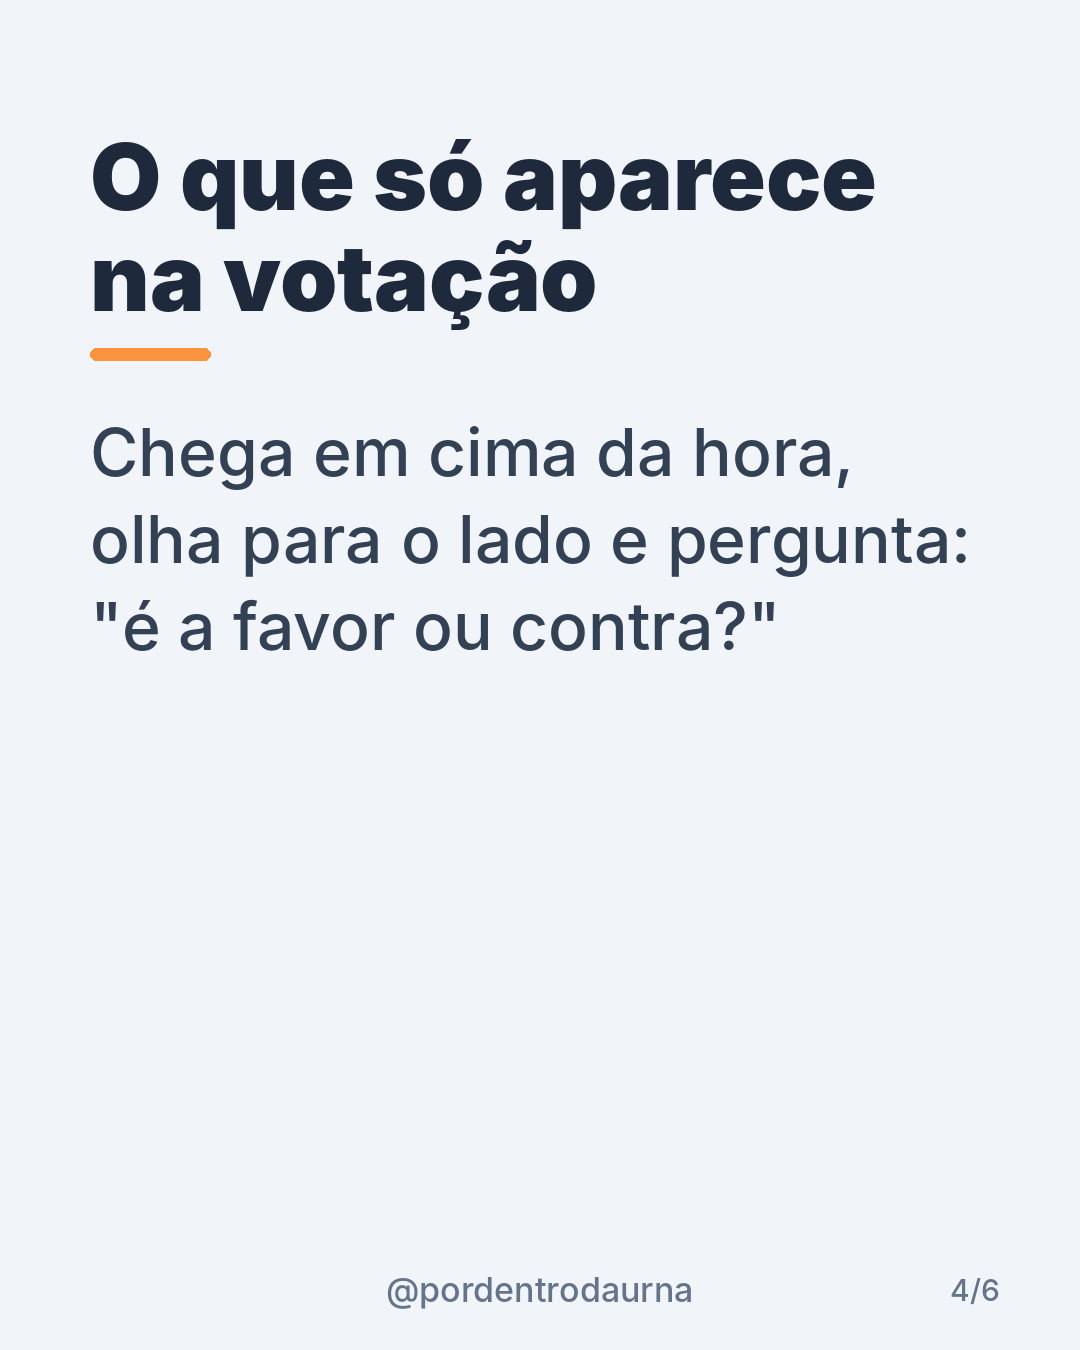 O que só aparece
na votação
Chega em cima da hora,
olha para o lado e pergunta:
"é a favor ou contra?"
@pordentrodaurna
4/6